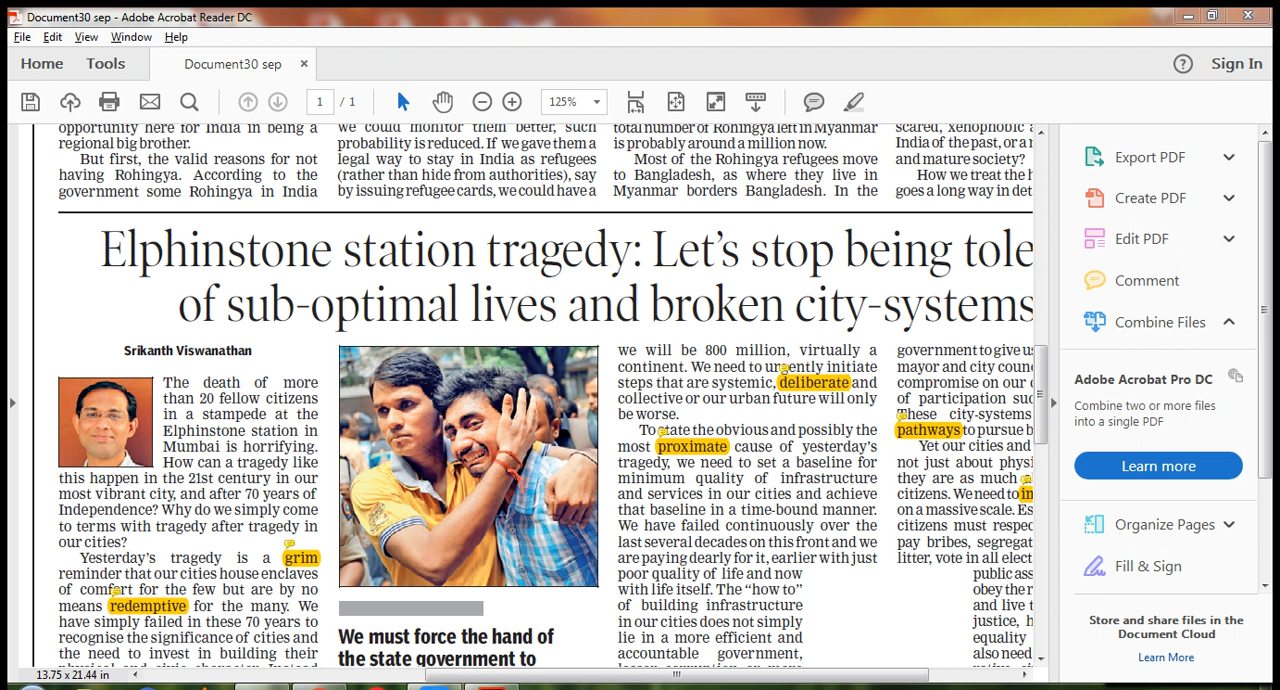 Document30 sep - Adobe Acrobat Reader DC
File Edit View Window Help
Home Tools Document30 sep × ? Sign In
1 / 1 125%
opportunity here for India in being a
regional big brother.
But first, the valid reasons for not
having Rohingya. According to the
government some Rohingya in India
we could monitor them better, such
probability is reduced. If we gave them a
legal way to stay in India as refugees
(rather than hide from authorities), say
by issuing refugee cards, we could have a
total number of Rohingya left in Myanmar
is probably around a million now.
Most of the Rohingya refugees move
to Bangladesh, as where they live in
Myanmar borders Bangladesh. In the
scared, xenophobic
India of the past, or a
and mature society?
How we treat the
goes a long way in det
Elphinstone station tragedy: Let's stop being tole
of sub-optimal lives and broken city-systems
Srikanth Viswanathan
The death of more
than 20 fellow citizens
in a stampede at the
Elphinstone station in
Mumbai is horrifying.
How can a tragedy like
this happen in the 21st century in our
most vibrant city, and after 70 years of
Independence? Why do we simply come
to terms with tragedy after tragedy in
our cities?
Yesterday's tragedy is a grim
reminder that our cities house enclaves
of comfort for the few but are by no
means redemptive for the many. We
have simply failed in these 70 years to
recognise the significance of cities and
the need to invest in building their
We must force the hand of
the state government to
we will be 800 million, virtually a
continent. We need to urgently initiate
steps that are systemic, deliberate and
collective or our urban future will only
be worse.
To state the obvious and possibly the
most proximate cause of yesterday's
tragedy, we need to set a baseline for
minimum quality of infrastructure
and services in our cities and achieve
that baseline in a time-bound manner.
We have failed continuously over the
last several decades on this front and we
are paying dearly for it, earlier with just
poor quality of life and now
with life itself. The "how to"
of building infrastructure
in our cities does not simply
lie in a more efficient and
accountable government,
government to give us
mayor and city coun
compromise on our
of participation suc
These city-systems
pathways to pursue b
Yet our cities and
not just about physi
they are as much
citizens. We need to in
on a massive scale. Es
citizens must respec
pay bribes, segregat
litter, vote in all elect
public ass
obey the r
and live t
justice, h
equality
also need
13.75 x 21.44 in
Export PDF
Create PDF
Edit PDF
Comment
Combine Files
Adobe Acrobat Pro DC
Combine two or more files
into a single PDF
Learn more
Organize Pages
Fill & Sign
Store and share files in the
Document Cloud
Learn More